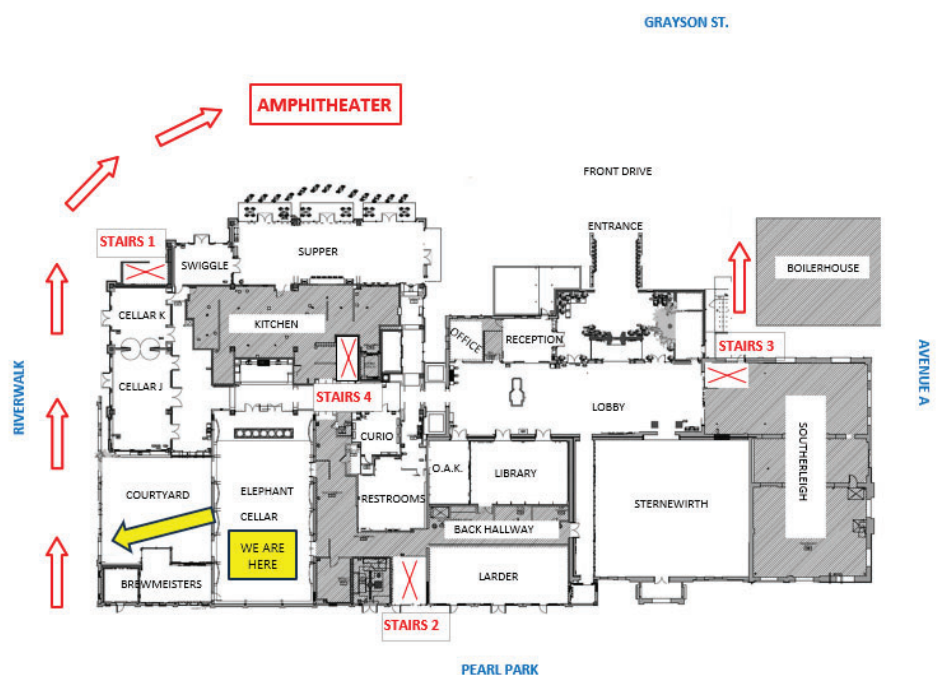 GRAYSON ST.
AMPHITHEATER
FRONT DRIVE
ENTRANCE
STAIRS 1
SWIGGLE
SUPPER
BOILERHOUSE
CELLAR K
KITCHEN
OFFICE
RECEPTION
STAIRS 3
RIVERWALK
CELLAR J
STAIRS 4
LOBBY
AVENUE A
CURIO
SOUTHERLEIGH
O.A.K.
LIBRARY
COURTYARD
ELEPHANT
CELLAR
RESTROOMS
STERNEWIRTH
BACK HALLWAY
WE ARE
HERE
BREWMEISTERS
LARDER
STAIRS 2
PEARL PARK